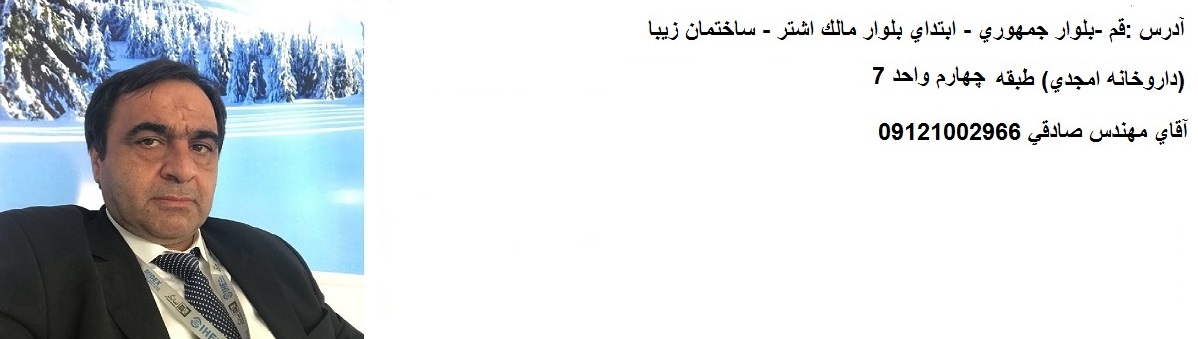 آدرس :قم -بلوار جمهوري - ابتداي بلوار مالك اشتر - ساختمان زيبا
(داروخانه امجدي) طبقه چهارم واحد 7
آقاي مهندس صادقي 09121002966
IHEX